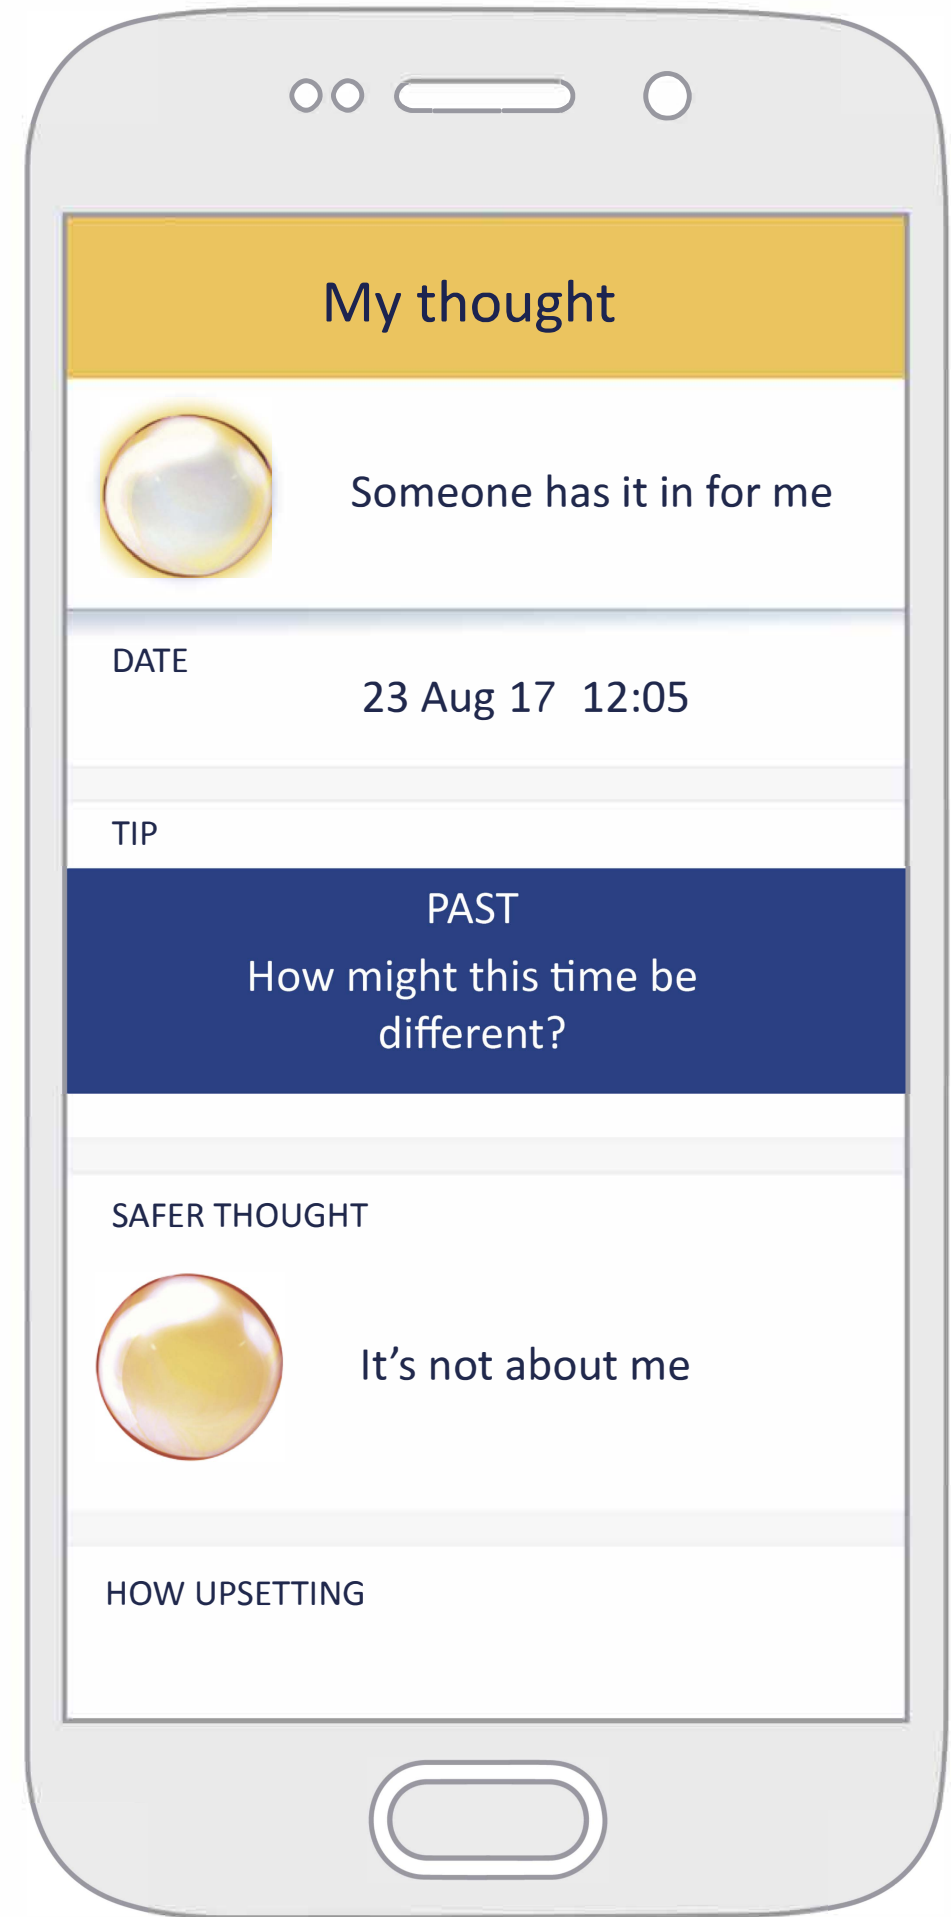 My thought
Someone has it in for me
DATE
23 Aug 17 12:05
TIP
PAST
How might this time be
different?
SAFER THOUGHT
It’s not about me
HOW UPSETTING